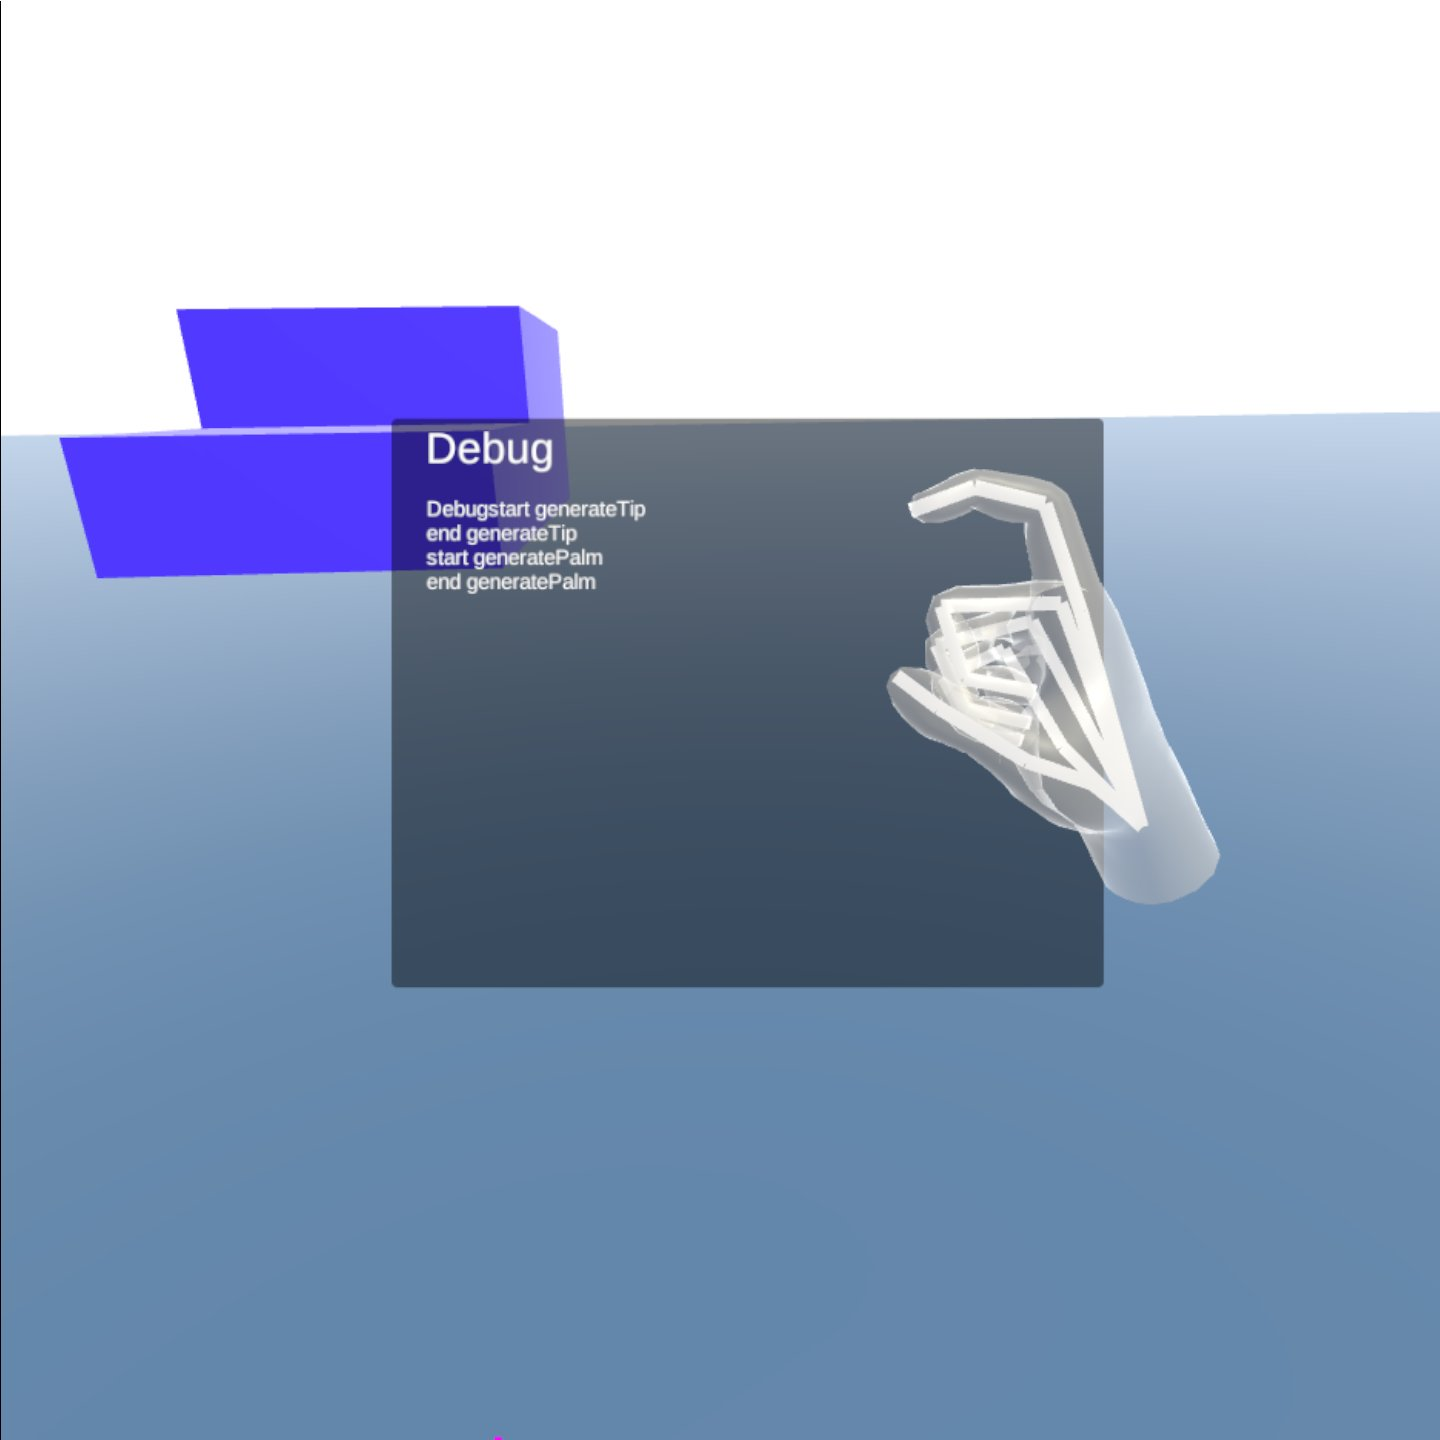 Debug
Debugstart generateTip
end generateTip
start generatePalm
end generatePalm